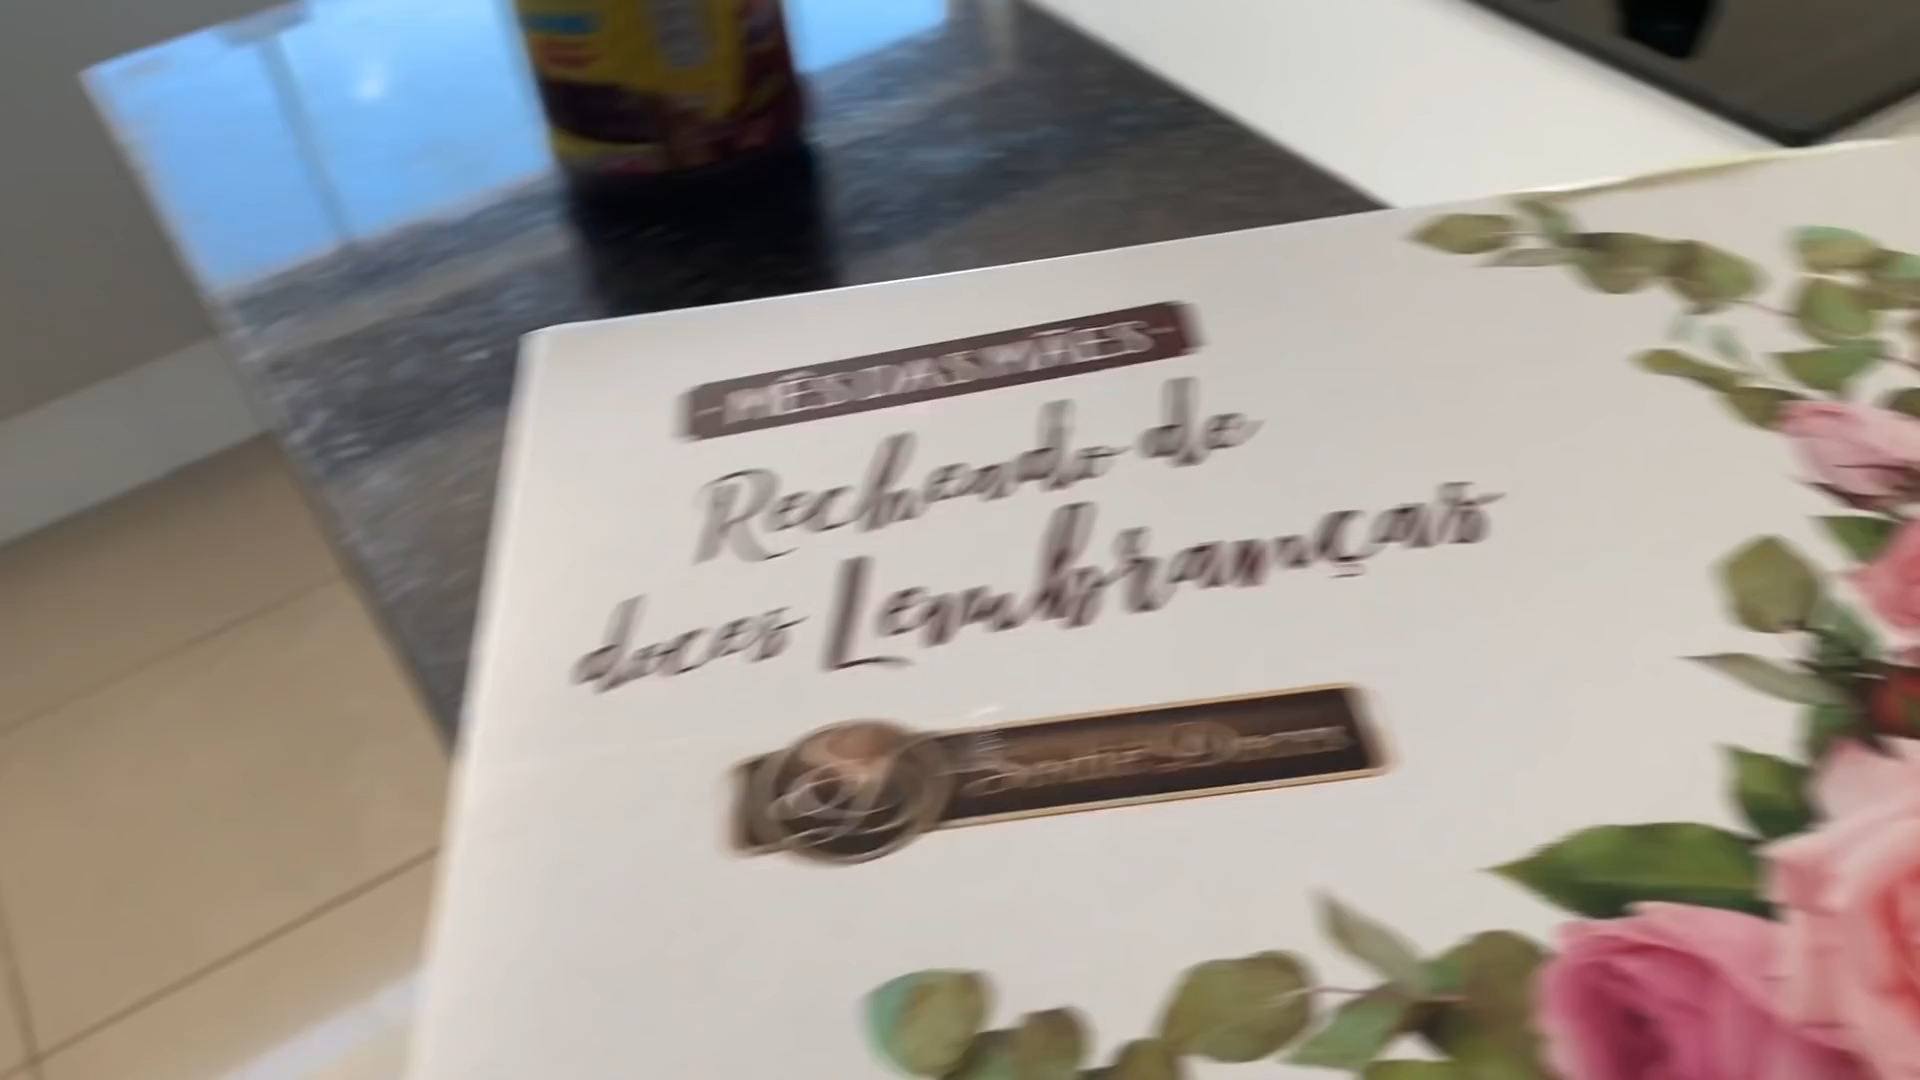 - MÊS DAS MÃES -
Recheado de
doces Lembranças